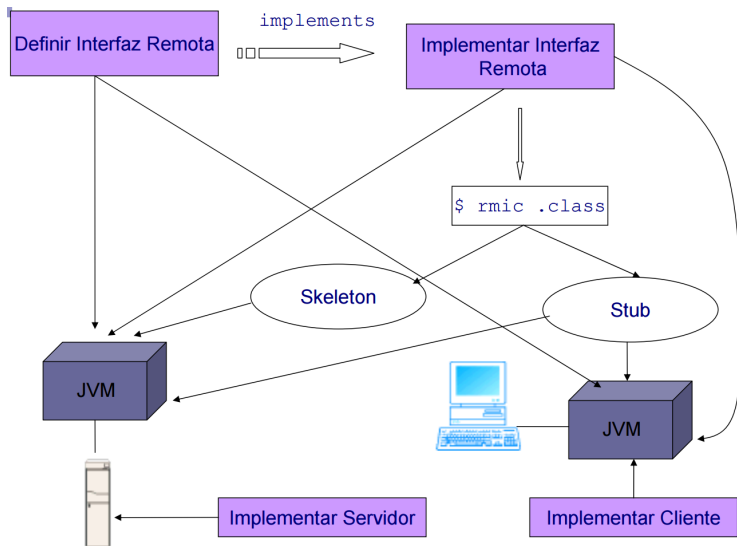 implements
Definir Interfaz Remota
Implementar Interfaz
Remota
$ rmic .class
Skeleton
Stub
JVM
JVM
Implementar Servidor
Implementar Cliente